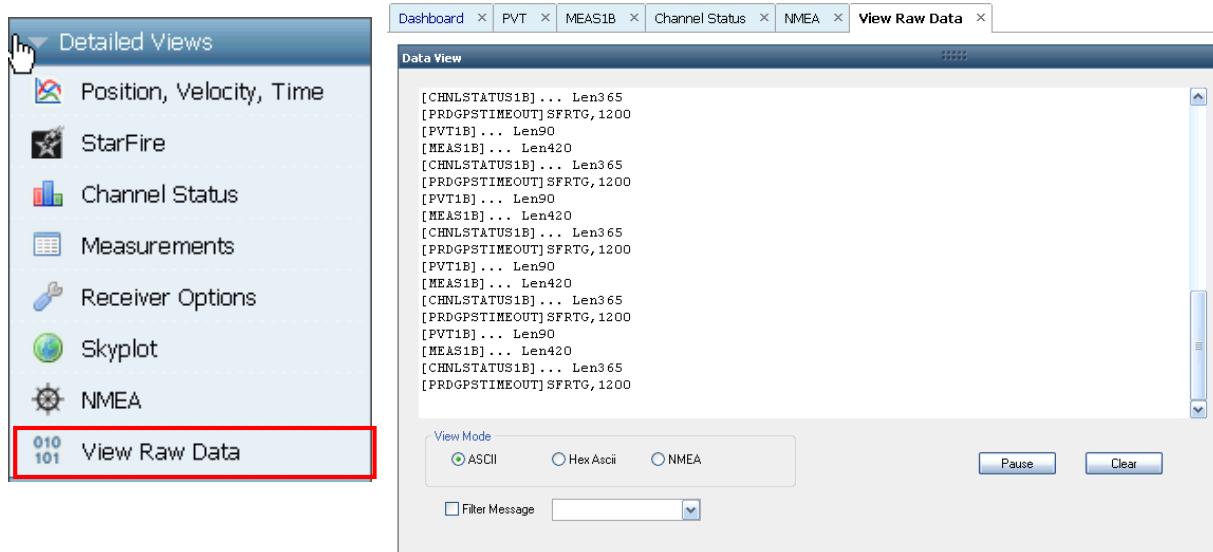 Detailed Views
Position, Velocity, Time
StarFire
Channel Status
Measurements
Receiver Options
Skyplot
NMEA
010
101
View Raw Data
Dashboard × PVT × MEAS1B × Channel Status × NMEA × View Raw Data ×
Data View
[CHNLSTATUS1B]... Len365
[PRDGPSTIMEOUT]SFRTG,1200
[PVT1B]... Len90
[MEAS1B]... Len420
[CHNLSTATUS1B]... Len365
[PRDGPSTIMEOUT]SFRTG,1200
[PVT1B]... Len90
[MEAS1B]... Len420
[CHNLSTATUS1B]... Len365
[PRDGPSTIMEOUT]SFRTG,1200
[PVT1B]... Len90
[MEAS1B]... Len420
[CHNLSTATUS1B]... Len365
[PRDGPSTIMEOUT]SFRTG,1200
[PVT1B]... Len90
[MEAS1B]... Len420
[CHNLSTATUS1B]... Len365
[PRDGPSTIMEOUT]SFRTG,1200
View Mode
ASCII Hex Ascii NMEA
Pause Clear
Filter Message